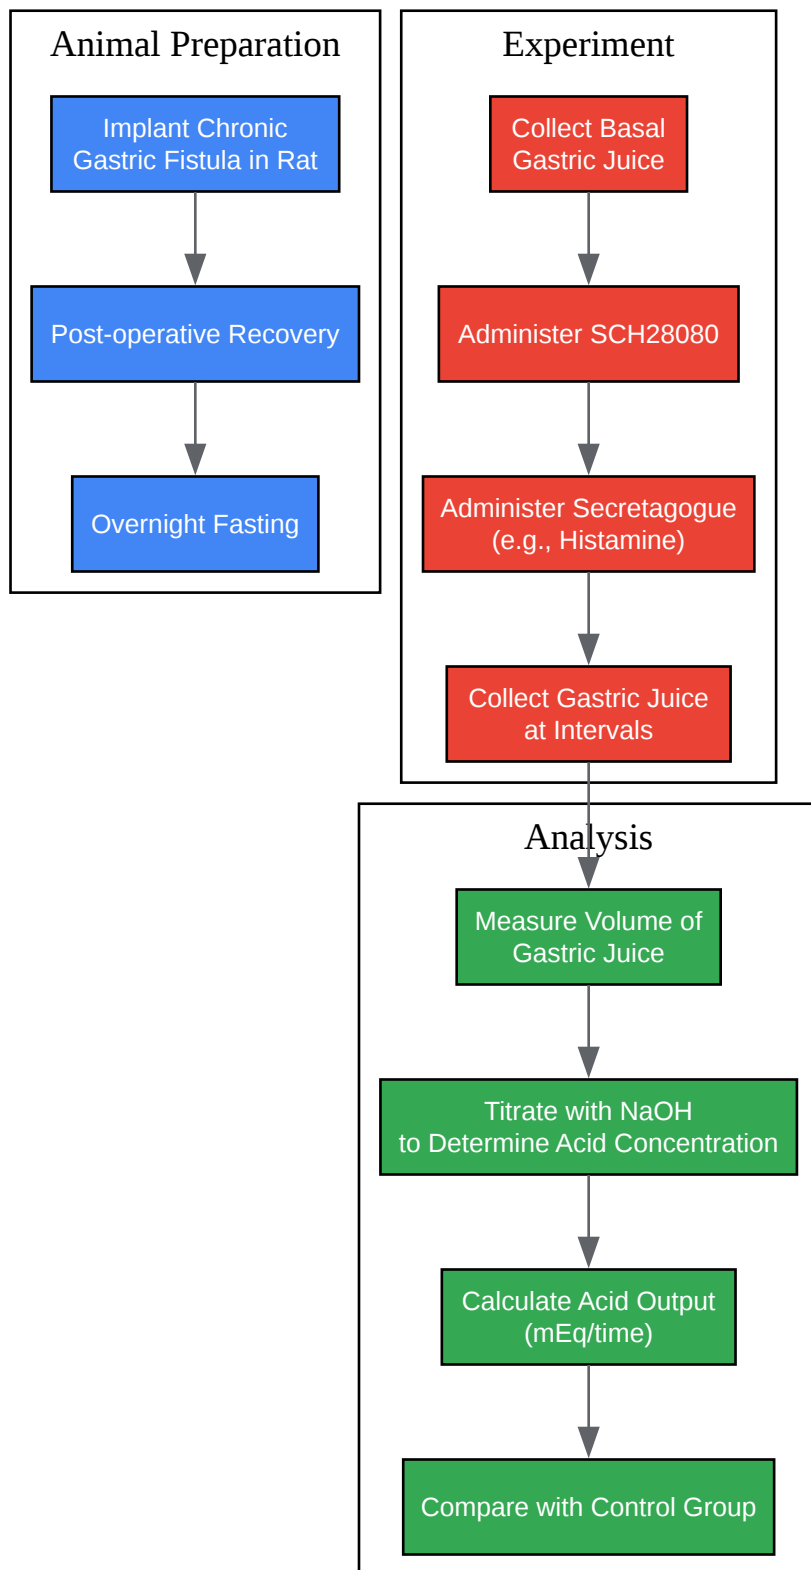 Animal Preparation
Implant Chronic
Gastric Fistula in Rat
Post-operative Recovery
Overnight Fasting
Experiment
Collect Basal
Gastric Juice
Administer SCH28080
Administer Secretagogue
(e.g., Histamine)
Collect Gastric Juice
at Intervals
Analysis
Measure Volume of
Gastric Juice
Titrate with NaOH
to Determine Acid Concentration
Calculate Acid Output
(mEq/time)
Compare with Control Group